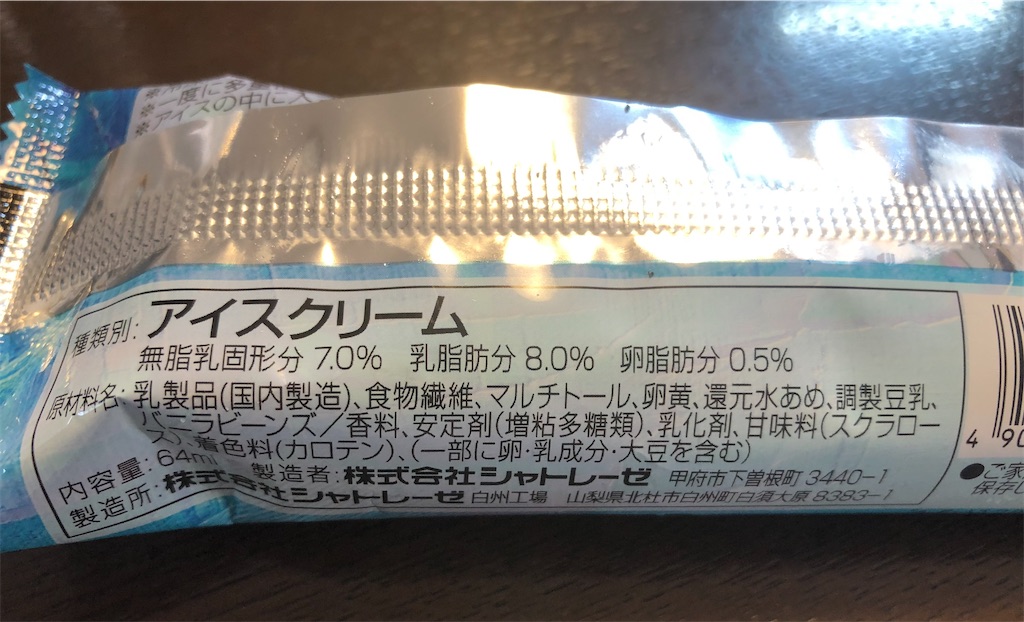 ※一度に多
※アイスの中に入
種類別: アイスクリーム
無脂乳固形分 7.0% 乳脂肪分 8.0% 卵脂肪分 0.5%
原材料名: 乳製品(国内製造)、食物繊維、マルチトール、卵黄、還元水あめ、調製豆乳、
バニラビーンズ/香料、安定剤(増粘多糖類)、乳化剤、甘味料(スクラロー
ス)、着色料(カロテン)、(一部に卵・乳成分・大豆を含む)
内容量: 64ml 製造者: 株式会社シャトレーゼ 甲府市下曽根町 3440-1
製造所: 株式会社シャトレーゼ 白州工場 山梨県北杜市白州町白須大原 8383-1
4 90
●ご家
保存し